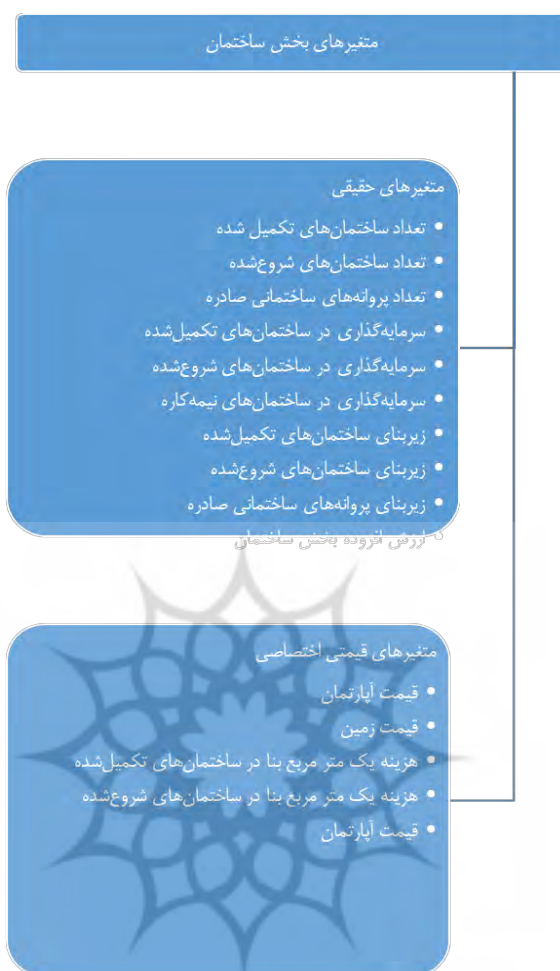 متغیرهای بخش ساختمان
متغیرهای حقیقی
• تعداد ساختمان‌های تکمیل شده
• تعداد ساختمان‌های شروع‌شده
• تعداد پروانه‌های ساختمانی صادره
• سرمایه‌گذاری در ساختمان‌های تکمیل‌شده
• سرمایه‌گذاری در ساختمان‌های شروع‌شده
• سرمایه‌گذاری در ساختمان‌های نیمه‌کاره
• زیربنای ساختمان‌های تکمیل‌شده
• زیربنای ساختمان‌های شروع‌شده
• زیربنای پروانه‌های ساختمانی صادره
• ارزش افزوده بخش ساختمان
متغیرهای قیمتی اختصاصی
• قیمت آپارتمان
• قیمت زمین
• هزینه یک متر مربع بنا در ساختمان‌های تکمیل‌شده
• هزینه یک متر مربع بنا در ساختمان‌های شروع‌شده
• قیمت آپارتمان